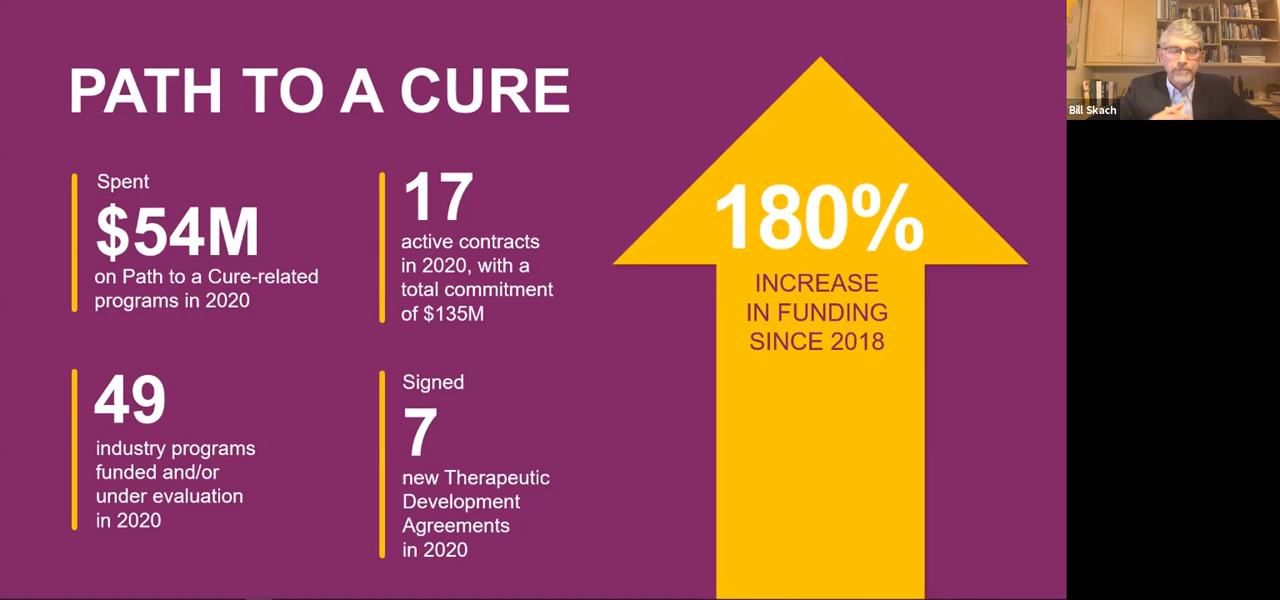 PATH TO A CURE
Spent
$54M
on Path to a Cure-related
programs in 2020
17
active contracts
in 2020, with a
total commitment
of $135M
49
industry programs
funded and/or
under evaluation
in 2020
Signed
7
new Therapeutic
Development
Agreements
in 2020
180%
INCREASE
IN FUNDING
SINCE 2018
Bill Skach